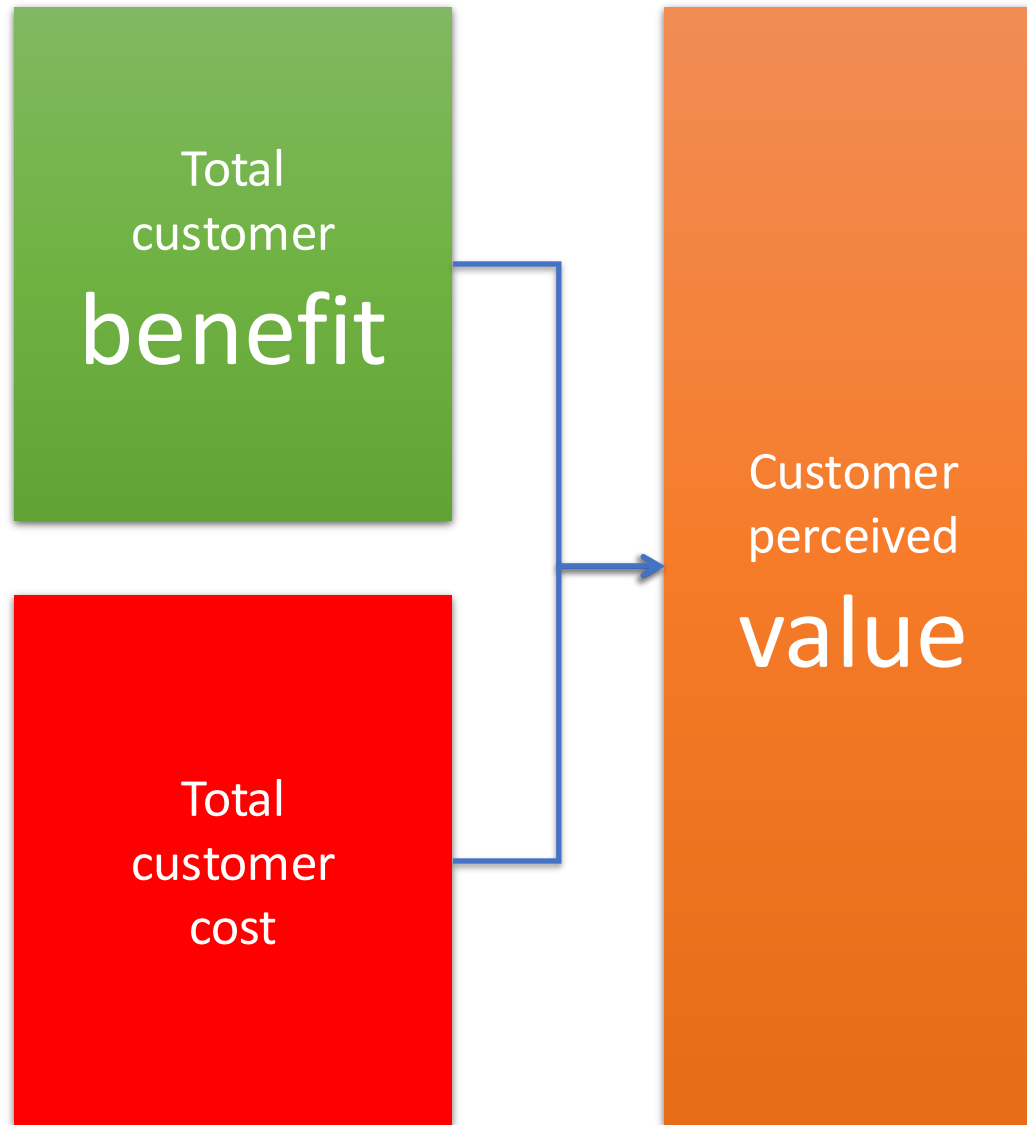 Total
customer
benefit
Total
customer
cost
Customer
perceived
value